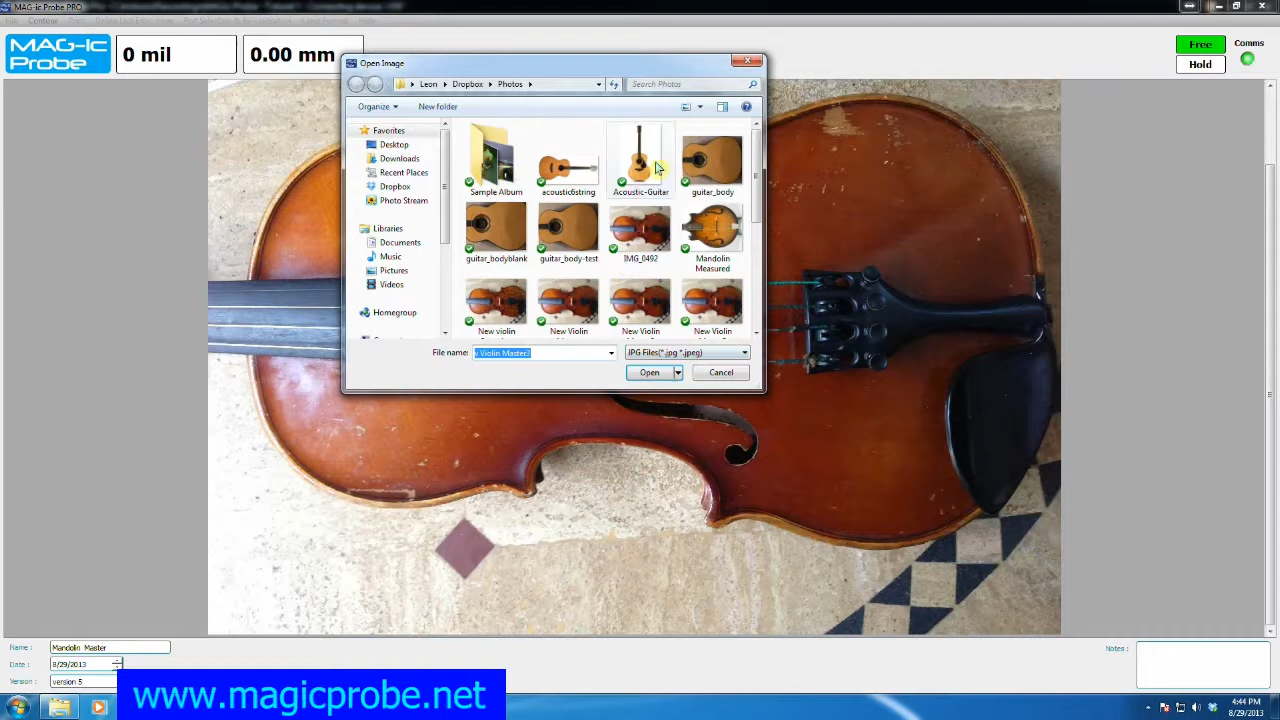 MAG-ic Probe PRO
Contour
MAG-ic Probe
0 mil
0.00 mm
Free
Hold
Comms
Open Image
Leon
Dropbox
Photos
Search Photos
Organize
New folder
Favorites
Desktop
Downloads
Recent Places
Dropbox
Photo Stream
Libraries
Documents
Music
Pictures
Videos
Homegroup
Sample Album
acoustic6string
Acoustic-Guitar
guitar_body
guitar_bodyblank
guitar_body-test
IMG_0492
Mandolin Measured
New violin
New Violin
New Violin
New Violin
File name:
Violin Master3
JPG Files(*.jpg *.jpeg)
Open
Cancel
Name :
Mandolin Master
Date :
8/29/2013
Version :
version 5
Notes :
www.magicprobe.net
4:44 PM
8/29/2013